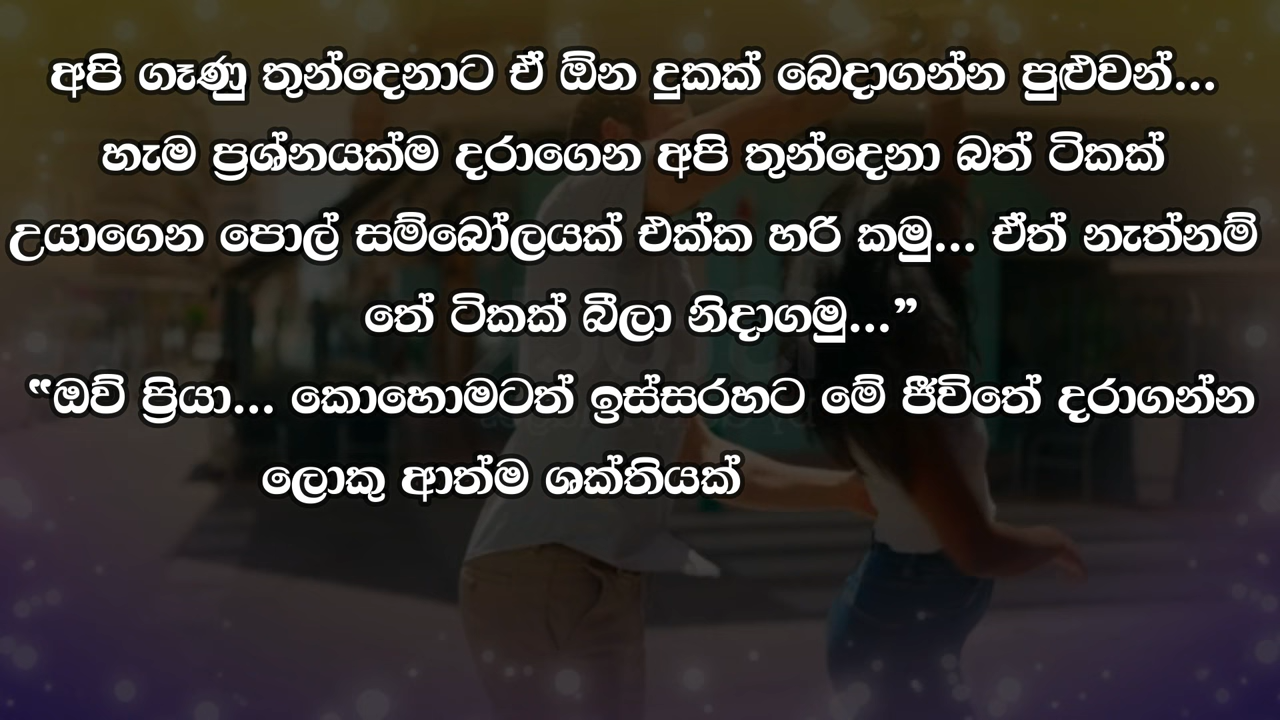 අපි ගෑණු තුන්දෙනාට ඒ ඕන දුකක් බෙදාගන්න පුළුවන්...
හැම ප්‍රශ්නයක්ම දරාගෙන අපි තුන්දෙනා බත් ටිකක්
උයාගෙන පොල් සම්බෝලයක් එක්ක හරි කමු... ඒත් නැත්නම්
තේ ටිකක් බීලා නිදාගමු...”
“ඔව් ප්‍රියා... කොහොමටත් ඉස්සරහට මේ ජීවිතේ දරාගන්න
ලොකු ආත්ම ශක්තියක්